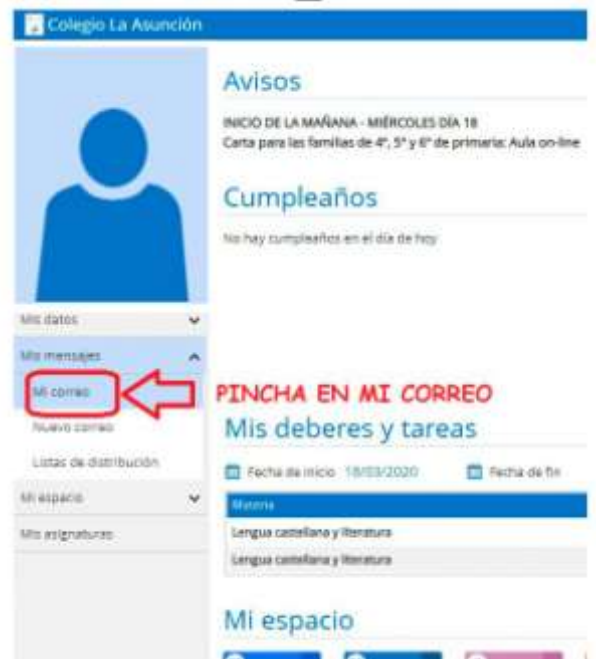 Colegio La Asunción
Avisos
INICIO DE LA MAÑANA - MIÉRCOLES DÍA 18
Carta para las familias de 4º, 5º y 6º de primaria: Aula on-line
Cumpleaños
No hay cumpleaños en el día de hoy
Mis datos
Mis mensajes
Mi correo
PINCHA EN MI CORREO
Nuevo correo
Listas de distribución
Mi espacio
Mis asignaturas
Mis deberes y tareas
Fecha de inicio 18/03/2020 Fecha de fin
Materia
Lengua castellana y literatura
Lengua castellana y literatura
Mi espacio